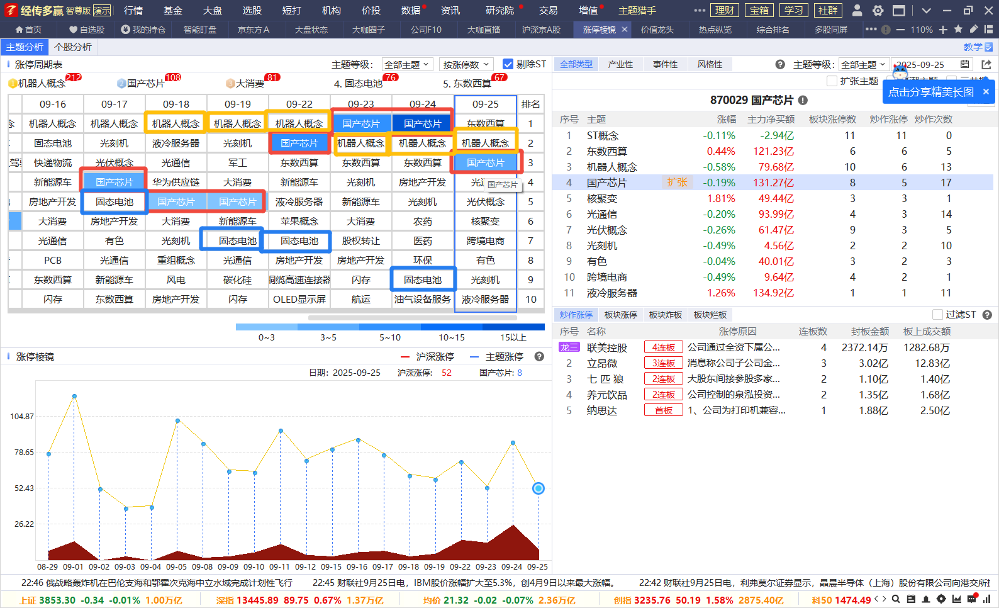 经传多赢 智尊版 演示 行情 基金 大盘 选股 短打 机构 价投 数据 资讯 研究院 交易 增值 主题猎手 ••• 理财 宝箱 学习 社群
首页 自选股 我的持仓 智能盯盘 京东方A 大盘状态 大咖圈子 公司F10 大咖直播 沪深京A股 涨停棱镜 × 价值龙头 热点纵览 综合排名 多股同屏 ••• 110%
主题分析 个股分析 教学
涨停周期表 主题等级： 全部主题 按涨停数 剔除ST
1 机器人概念 212 2 国产芯片 108 3 大消费 81 4. 固态电池 76 5. 东数西算 67
09-16 09-17 09-18 09-19 09-22 09-23 09-24 09-25 排名
机器人概念 机器人概念 机器人概念 机器人概念 机器人概念 国产芯片 国产芯片 东数西算 1
固态电池 光刻机 液冷服务器 光刻机 国产芯片 机器人概念 机器人概念 机器人概念 2
快递物流 光伏概念 光通信 军工 东数西算 东数西算 东数西算 国产芯片 3
新能源车 国产芯片 华为供应链 大消费 新能源车 光刻机 房地产开发 4
国产芯片
房地产开发 固态电池 国产芯片 国产芯片 液冷服务器 新能源车 光刻机 光伏概念 5
大消费 房地产开发 大消费 新能源车 苹果概念 大消费 农药 核聚变 6
光通信 有色 光刻机 固态电池 固态电池 股权转让 医药 跨境电商 7
PCB 光通信 重组概念 光通信 房地产开发 房地产开发 环保 有色 8
东数西算 新能源车 风电 碳化硅 铜缆高速连接器 闪存 固态电池 光刻机 9
闪存 东数西算 房地产开发 闪存 OLED显示屏 航运 油气设备服务 液冷服务器 10
0~3 3~5 5~10 10~15 15以上
涨停棱镜 沪深涨停 主题涨停
日期: 2025-09-25 沪深涨停: 52 国产芯片: 8
104.87
78.65
52.43
26.22
08-29 09-01 09-02 09-03 09-04 09-05 09-08 09-09 09-10 09-11 09-12 09-15 09-16 09-17 09-18 09-19 09-22 09-23 09-24 09-25
全部类型 产业性 事件性 风格性 主题等级： 全部主题 2025-09-25
扩张主题
点击分享精美长图 ×
870029 国产芯片
序号 主题 涨幅 主力净买额 板块涨停数 炒作涨停 炒作次数
1 ST概念 -0.11% -2.94亿 11 11 0
2 东数西算 0.44% 121.23亿 6 6 5
3 机器人概念 -0.58% 79.68亿 10 6 13
4 国产芯片 扩张 -0.19% 131.27亿 8 5 17
5 核聚变 1.81% 49.44亿 3 3 1
6 光通信 -0.20% 93.99亿 4 3 14
7 光伏概念 -0.26% 61.47亿 9 3 5
8 光刻机 -0.49% 4.56亿 2 2 10
9 有色 -0.04% 40.01亿 3 2 3
10 跨境电商 -0.49% 9.64亿 4 2 1
11 液冷服务器 1.26% 134.92亿 1 1 11
炒作涨停 板块涨停 板块炸板 板块烂板 过滤ST
序号 名称 涨停原因 连板数 封板金额 板上成交额
龙三 联美控股 4连板 公司通过全资下属公... 4 2372.14万 1282.68万
2 立昂微 3连板 消息称公司子公司金... 3 3.02亿 12.83亿
3 七 匹 狼 2连板 大股东间接参股多家... 2 1.10亿 1.40亿
4 养元饮品 2连板 公司控制的泉泓投资... 2 1.35亿 1.68亿
5 纳思达 首板 1、公司为打印机兼容... 1 1.88亿 2.50亿
22:46 俄战略轰炸机在巴伦支海和鄂霍次克海中立水域完成计划性飞行 22:45 财联社9月25日电，IBM股价涨幅扩大至5.3%，创4月9日以来最大涨幅。 22:42 财联社9月25日电，利弗莫尔证券显示，晶晨半导体（上海）股份有限公司向港交所
上证 3853.30 -0.34 -0.01% 1.00万亿 深指 13445.89 89.75 0.67% 1.37万亿 均价 21.32 -0.02 -0.07% 2.36万亿 创指 3235.76 50.19 1.58% 2875.40亿 科50 1474.49